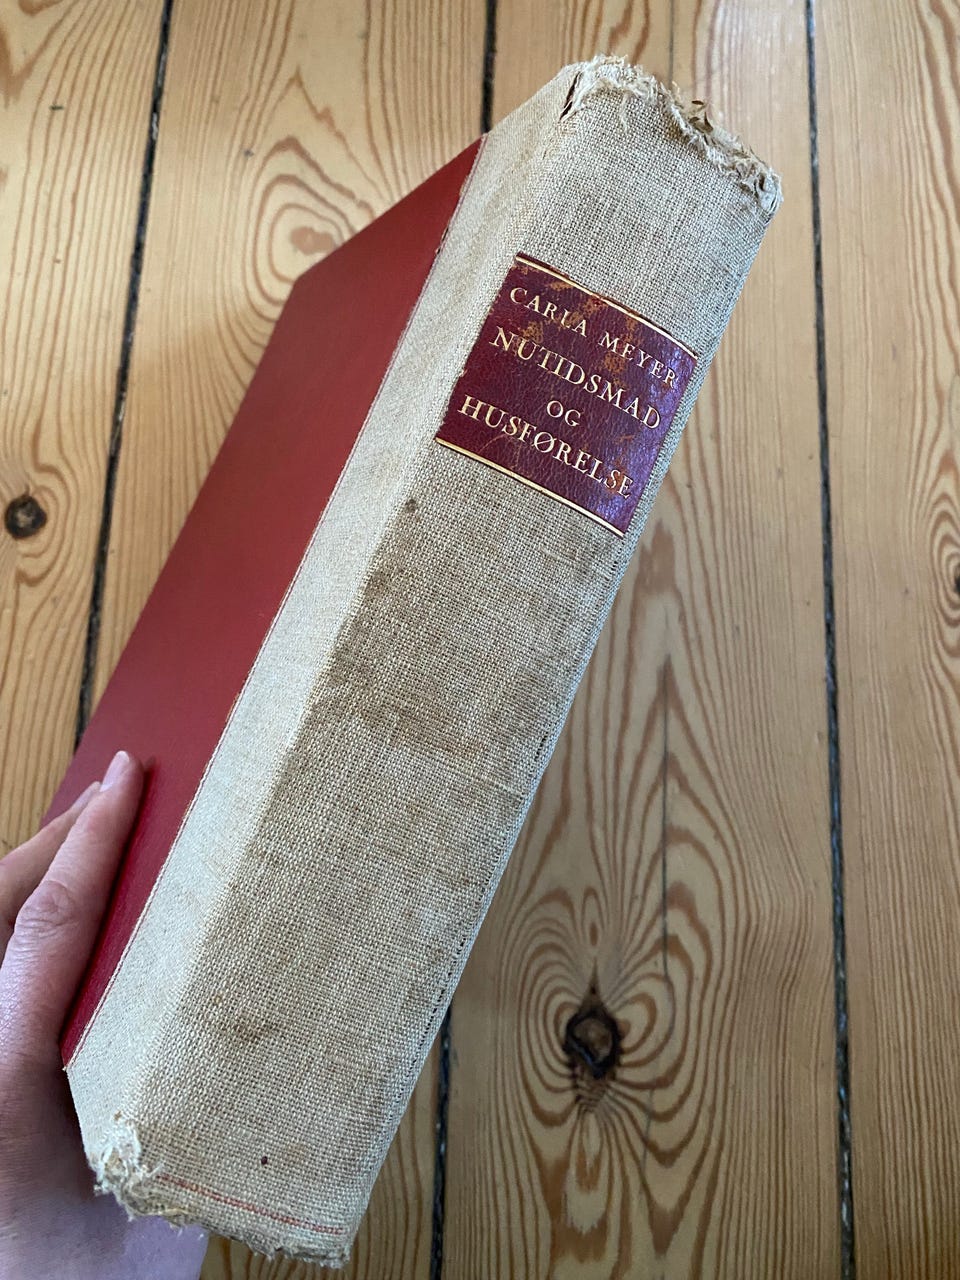 CARLA MEYER
NUTIDSMAD
OG
HUSFØRELSE